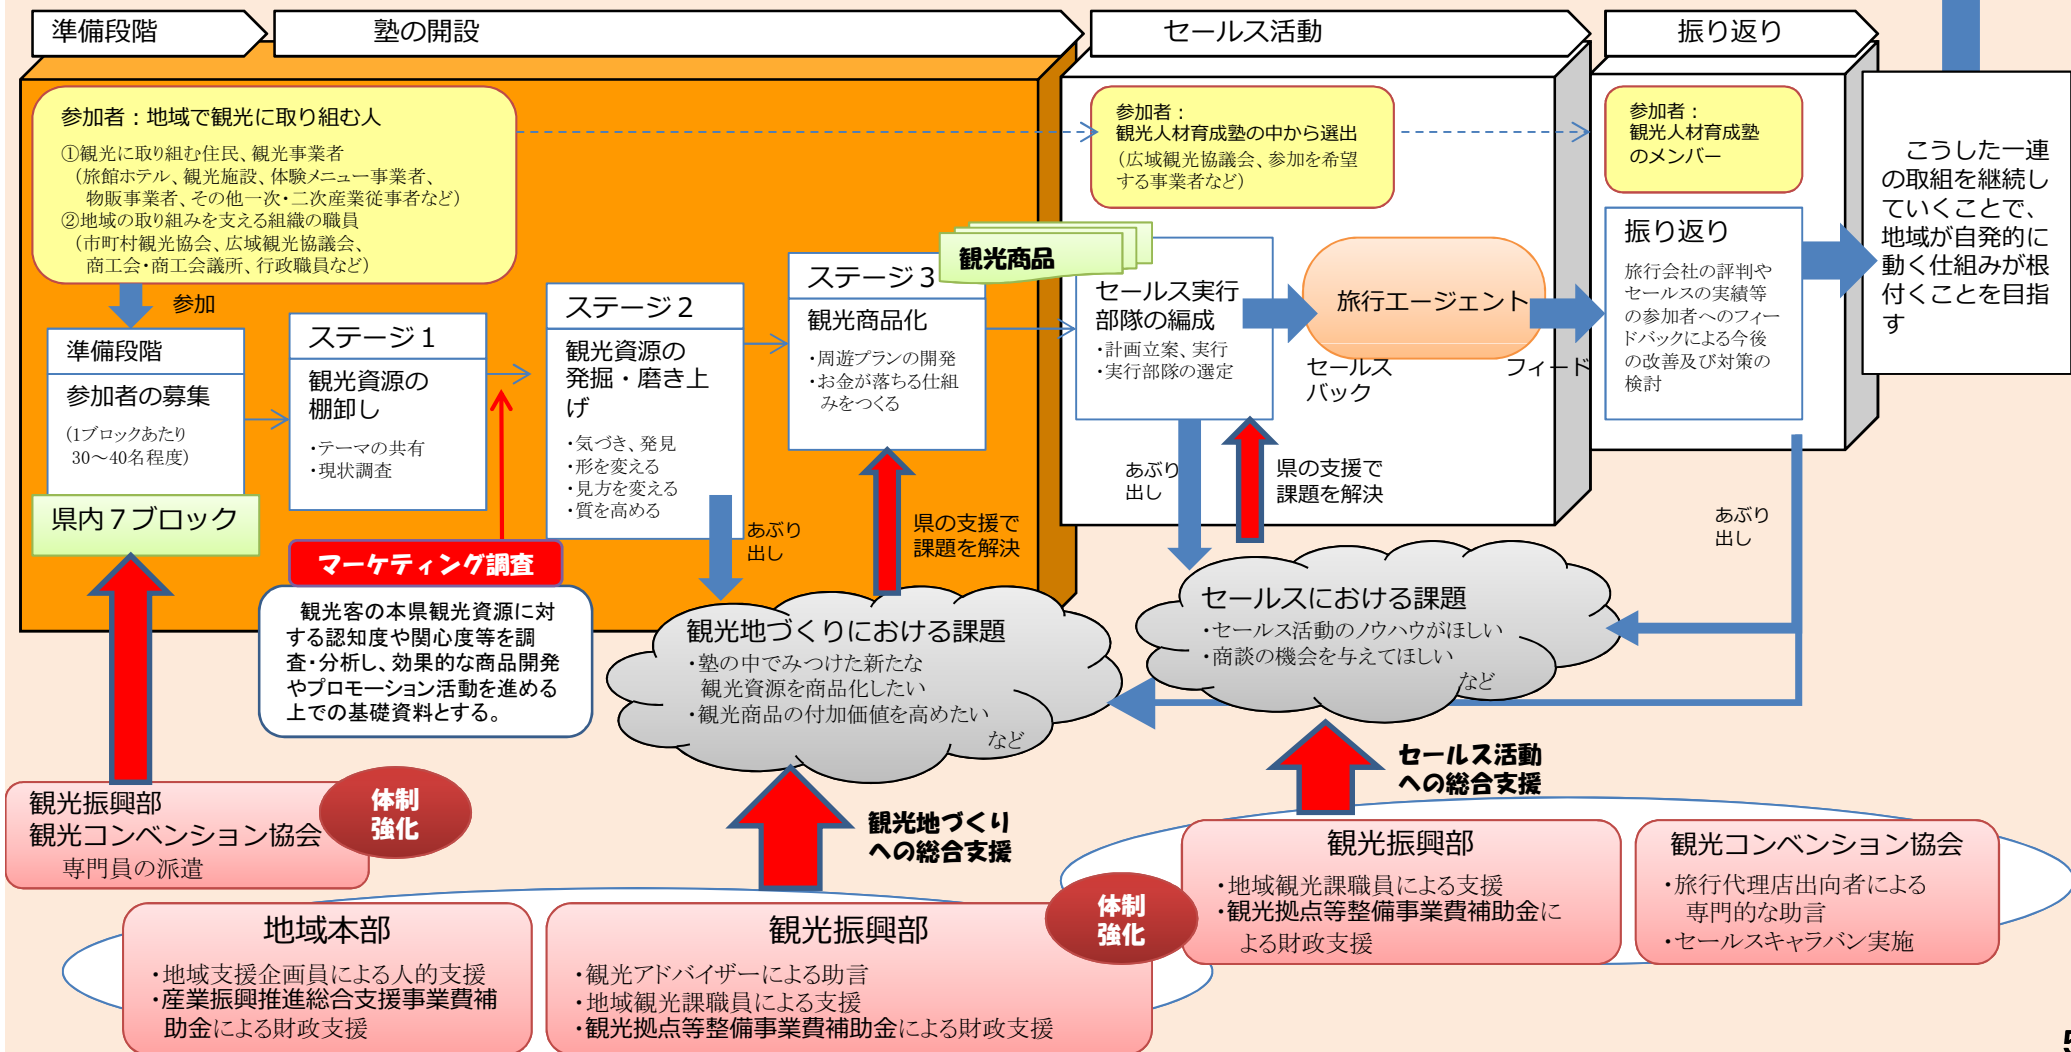 準備段階
塾の開設
セールス活動
振り返り
参加者：地域で観光に取り組む人
①観光に取り組む住民、観光事業者
（旅館ホテル、観光施設、体験メニュー事業者、
物販事業者、その他一次・二次産業従事者など）
②地域の取り組みを支える組織の職員
（市町村観光協会、広域観光協議会、
商工会・商工会議所、行政職員など）
参加者：
観光人材育成塾の中から選出
（広域観光協議会、参加を希望
する事業者など）
参加者：
観光人材育成塾
のメンバー
こうした一連
の取組を継続し
ていくことで、
地域が自発的に
動く仕組みが根
付くことを目指
す
参加
準備段階
参加者の募集
（1ブロックあたり
30～40名程度）
県内７ブロック
ステージ１
観光資源の
棚卸し
・テーマの共有
・現状調査
ステージ２
観光資源の
発掘・磨き上
げ
・気づき、発見
・形を変える
・見方を変える
・質を高める
ステージ３
観光商品化
・周遊プランの開発
・お金が落ちる仕組
みをつくる
観光商品
セールス実行
部隊の編成
・計画立案、実行
・実行部隊の選定
旅行エージェント
セールス
バック
フィード
振り返り
旅行会社の評判や
セールスの実績等
の参加者へのフィー
ドバックによる今後
の改善及び対策の
検討
マーケティング調査
観光客の本県観光資源に対
する認知度や関心度等を調
査・分析し、効果的な商品開発
やプロモーション活動を進める
上での基礎資料とする。
あぶり
出し
県の支援で
課題を解決
あぶり
出し
県の支援で
課題を解決
あぶり
出し
観光地づくりにおける課題
・塾の中でみつけた新たな
観光資源を商品化したい
・観光商品の付加価値を高めたい
など
セールスにおける課題
・セールス活動のノウハウがほしい
・商談の機会を与えてほしい
など
観光振興部
観光コンベンション協会
専門員の派遣
体制
強化
観光地づくり
への総合支援
セールス活動
への総合支援
地域本部
・地域支援企画員による人的支援
・産業振興推進総合支援事業費補
助金による財政支援
観光振興部
・観光アドバイザーによる助言
・地域観光課職員による支援
・観光拠点等整備事業費補助金による財政支援
体制
強化
観光振興部
・地域観光課職員による支援
・観光拠点等整備事業費補助金に
よる財政支援
観光コンベンション協会
・旅行代理店出向者による
専門的な助言
・セールスキャラバン実施